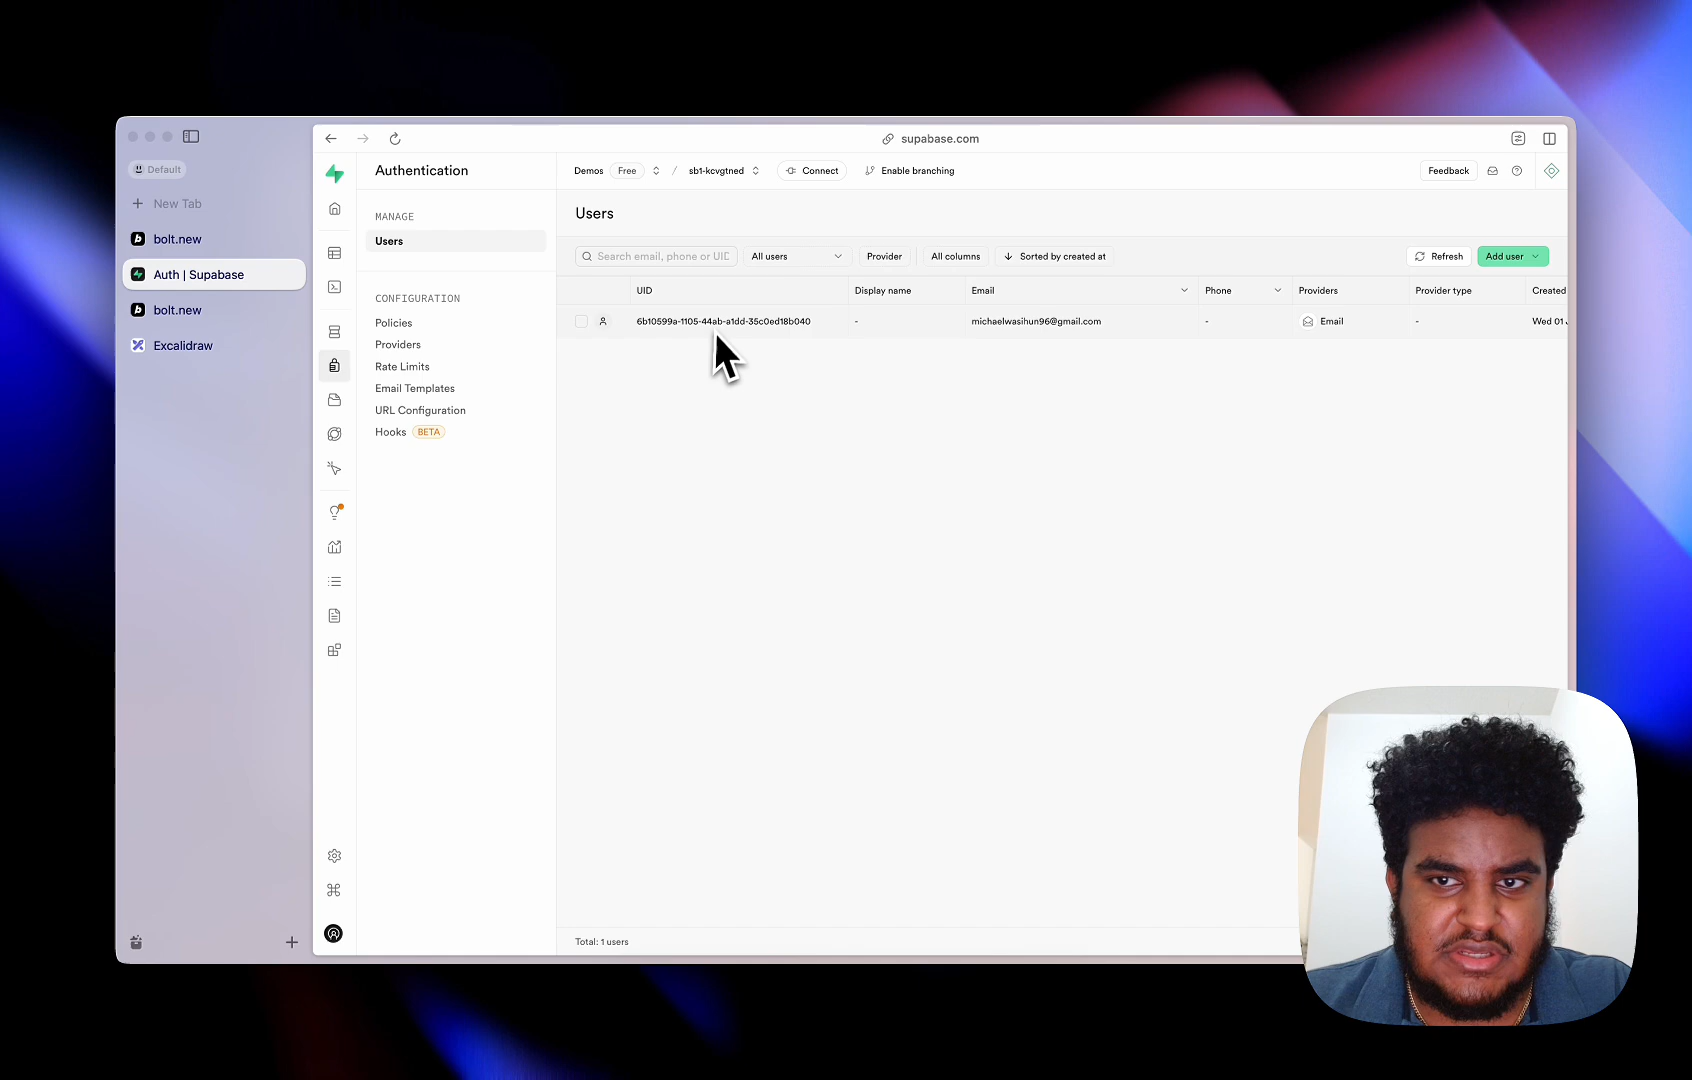 supabase.com
Default
New Tab
bolt.new
Auth | Supabase
bolt.new
Excalidraw
Authentication
MANAGE
Users
CONFIGURATION
Policies
Providers
Rate Limits
Email Templates
URL Configuration
Hooks BETA
Demos Free / sb1-kcvgtned Connect Enable branching Feedback
Users
Search email, phone or UID All users Provider All columns Sorted by created at Refresh Add user
UID Display name Email Phone Providers Provider type Created
6b10599a-1105-44ab-a1dd-35c0ed18b040 - michaelwasihun96@gmail.com - Email - Wed 01
Total: 1 users